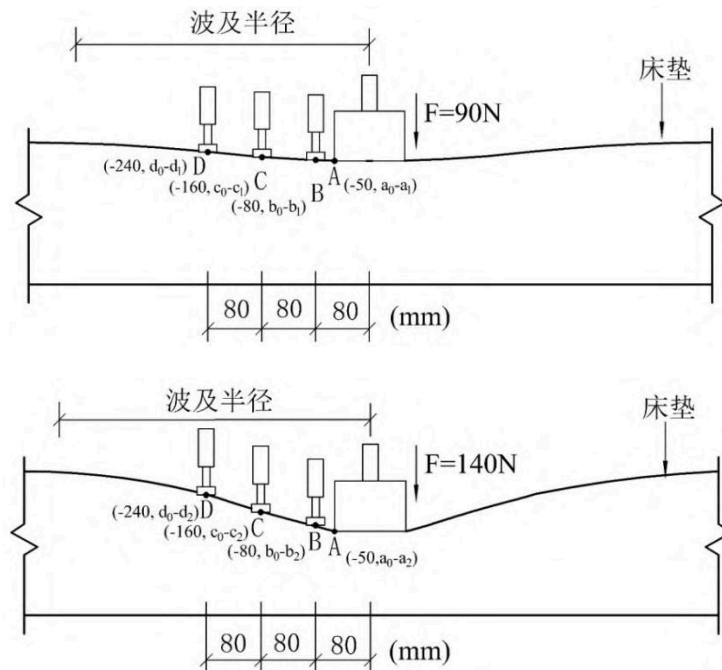 波及半径
床垫
F=90N
(-240, d₀-d₁) D
(-160, c₀-c₁) C
(-80, b₀-b₁) B
A (-50, a₀-a₁)
80 80 80 (mm)
波及半径
床垫
F=140N
(-240, d₀-d₂) D
(-160, c₀-c₂) C
(-80, b₀-b₂) B
A (-50,a₀-a₂)
80 80 80 (mm)